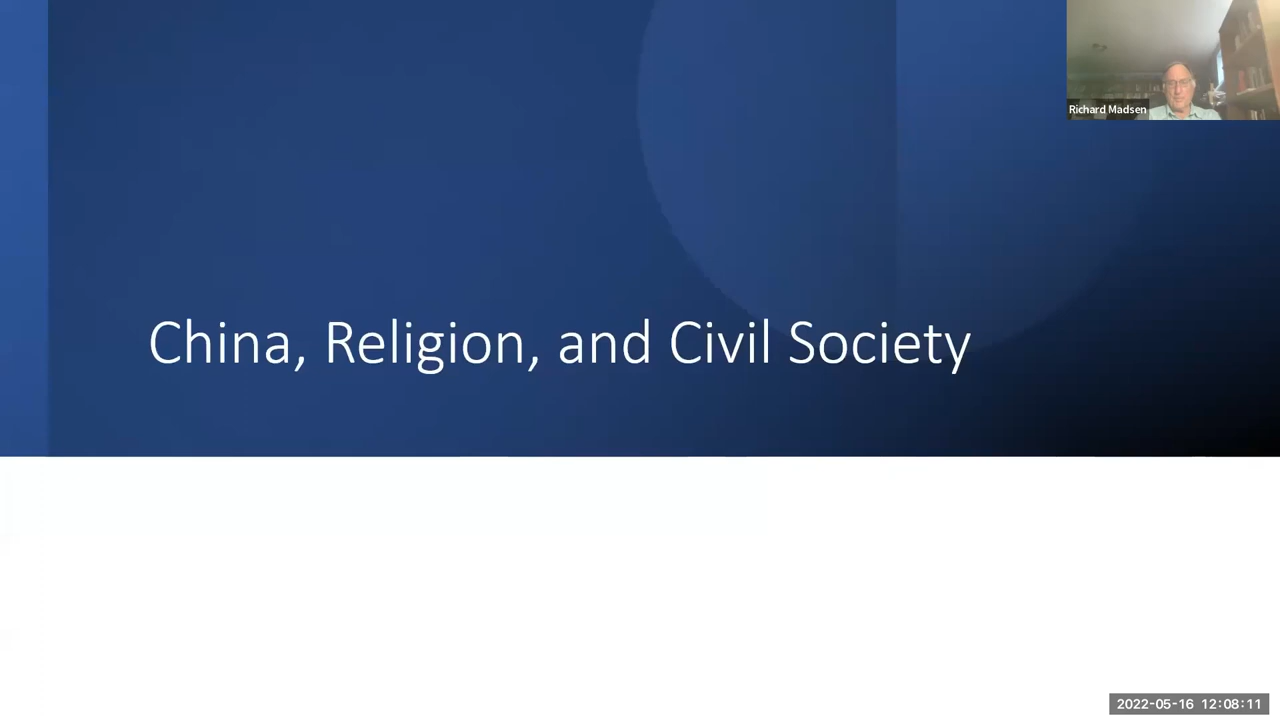 Richard Madsen
China, Religion, and Civil Society
2022-05-16 12:08:11